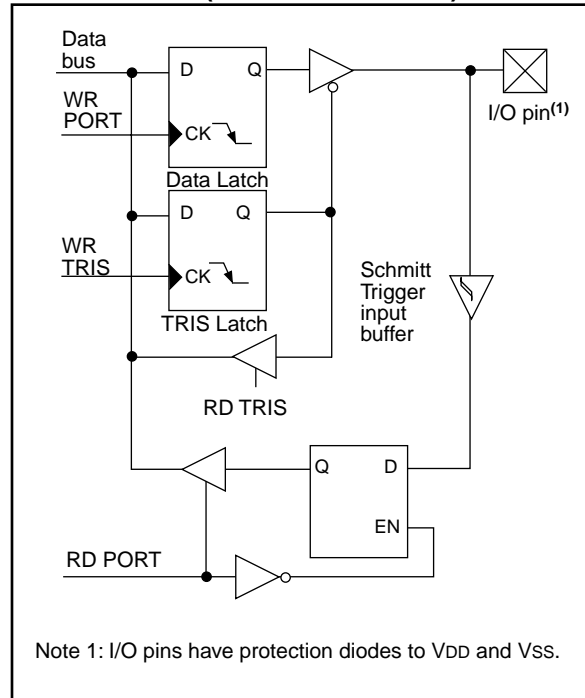 Data
bus
D
Q
WR
PORT
CK
I/O pin(1)
Data Latch
D
Q
WR
TRIS
CK
Schmitt
Trigger
input
buffer
TRIS Latch
RD TRIS
Q
D
EN
RD PORT
Note 1: I/O pins have protection diodes to VDD and VSS.